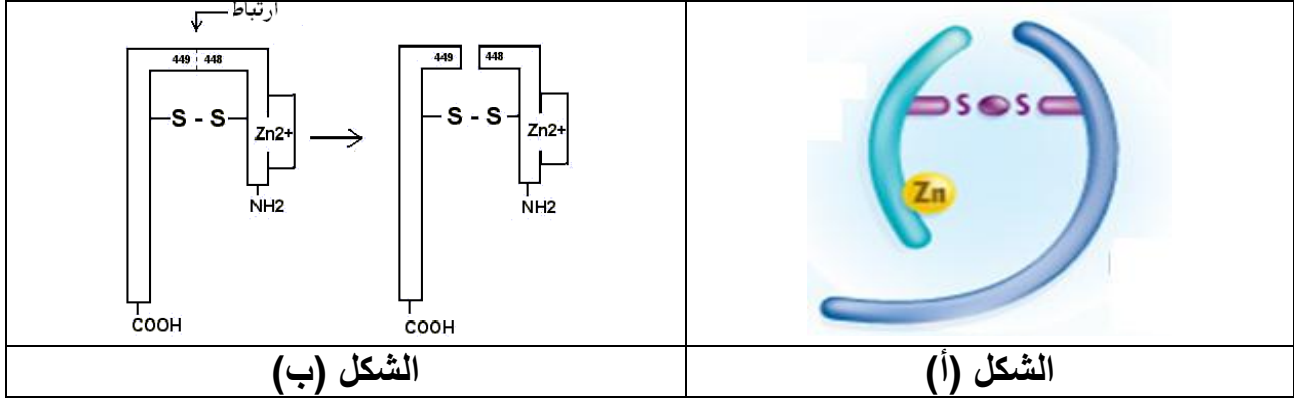 ارتباط
449 448
449 448
S - S
Zn2+
S - S
Zn2+
NH2
NH2
COOH
COOH
S S
Zn
الشكل (أ)
الشكل (ب)